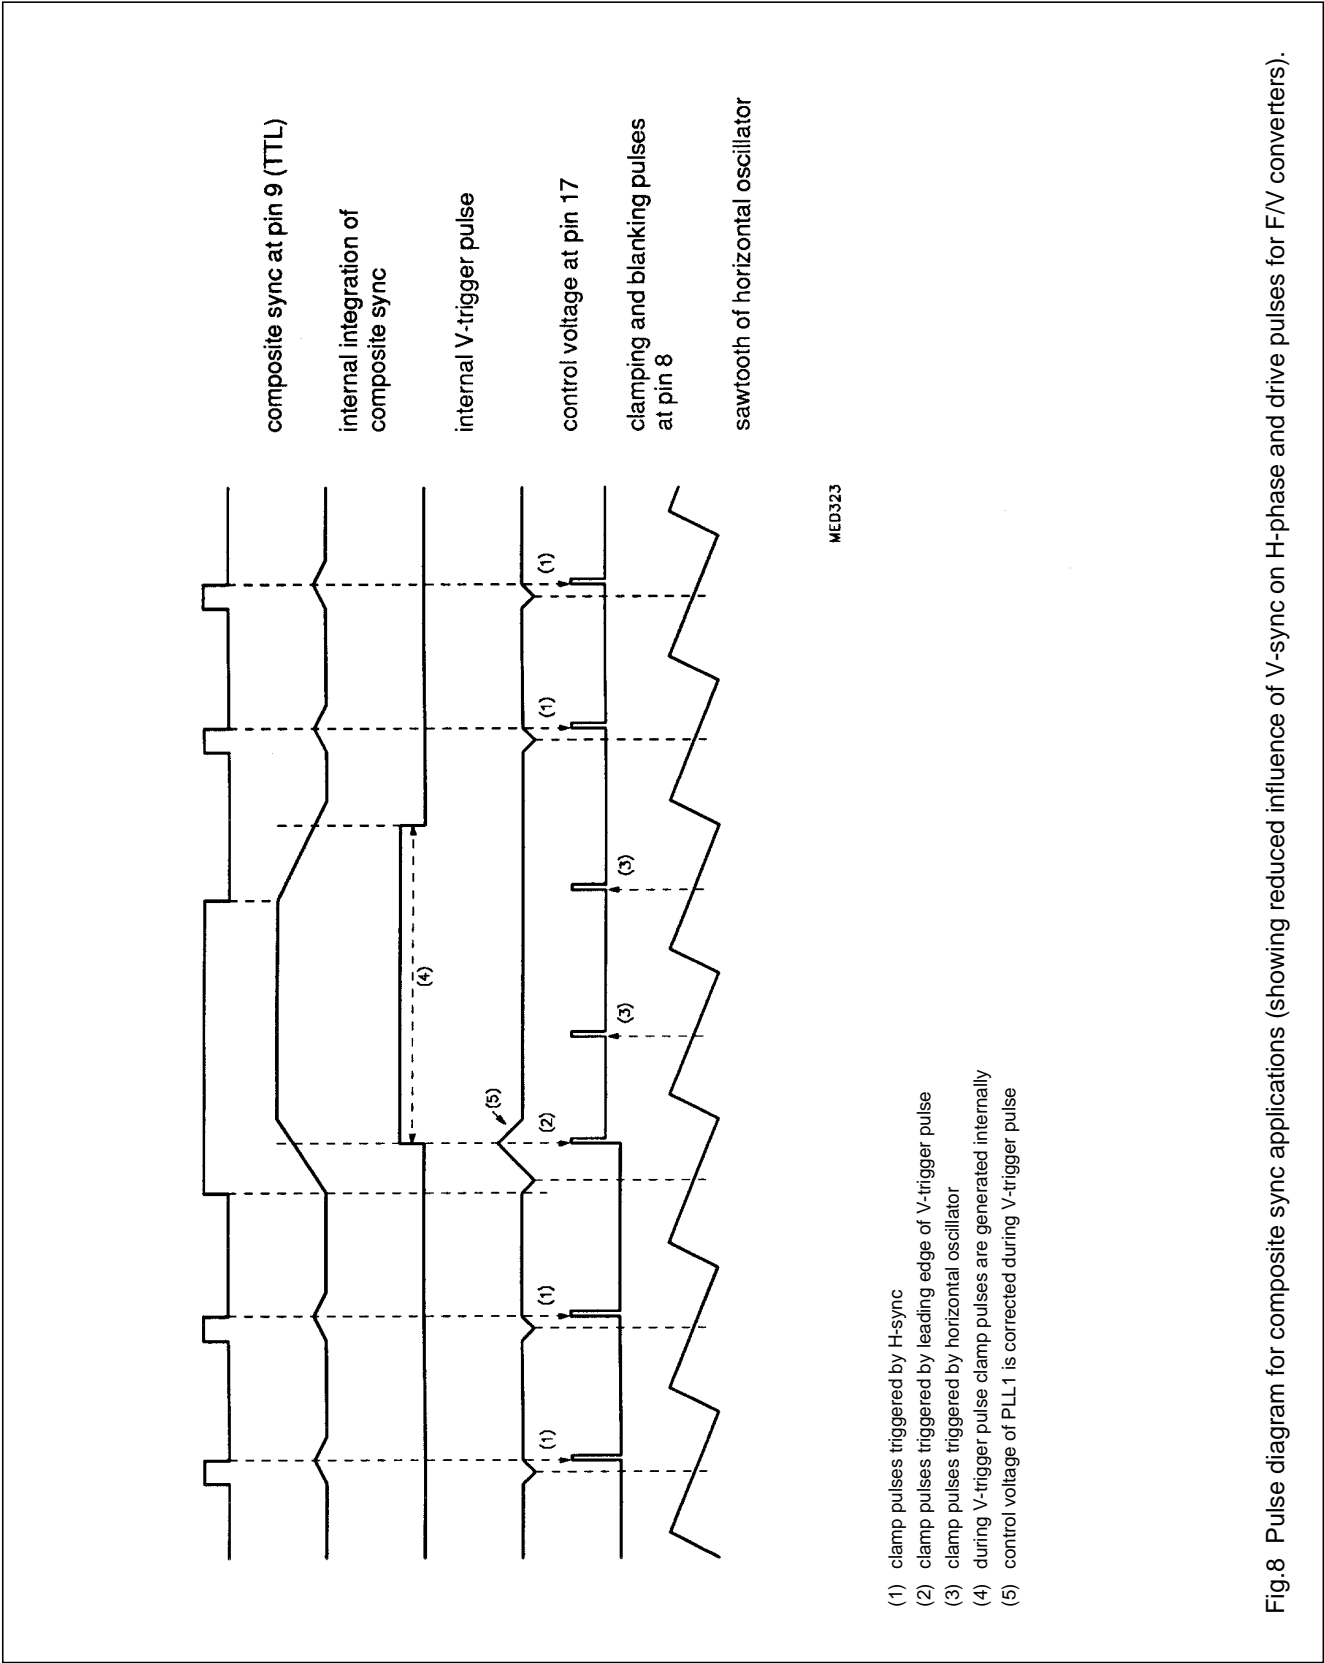 composite sync at pin 9 (TTL)
internal integration of
composite sync
internal V-trigger pulse
control voltage at pin 17
clamping and blanking pulses
at pin 8
sawtooth of horizontal oscillator
(1)
(1)
(2)
(5)
(4)
(3)
(3)
(1)
(1)
MED323
(1) clamp pulses triggered by H-sync
(2) clamp pulses triggered by leading edge of V-trigger pulse
(3) clamp pulses triggered by horizontal oscillator
(4) during V-trigger pulse clamp pulses are generated internally
(5) control voltage of PLL1 is corrected during V-trigger pulse
Fig.8 Pulse diagram for composite sync applications (showing reduced influence of V-sync on H-phase and drive pulses for F/V converters).